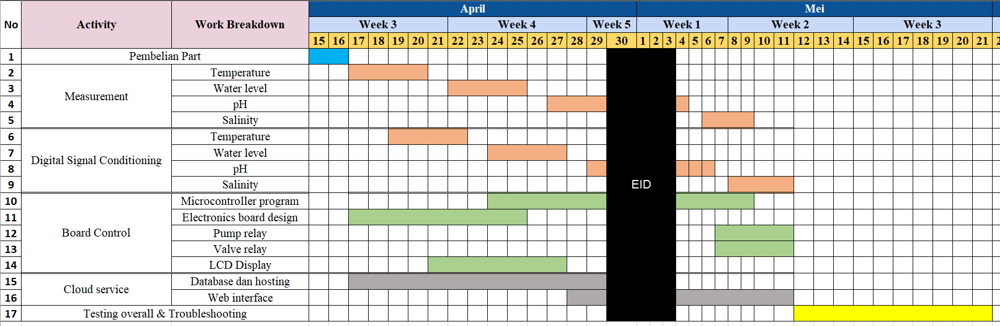 April Mei
No Activity Work Breakdown Week 3 Week 4 Week 5 Week 1 Week 2 Week 3
15 16 17 18 19 20 21 22 23 24 25 26 27 28 29 30 1 2 3 4 5 6 7 8 9 10 11 12 13 14 15 16 17 18 19 20 21
1 Pembelian Part
2 Measurement Temperature
3 Water level
4 pH
5 Salinity
6 Digital Signal Conditioning Temperature
7 Water level
8 pH
9 Salinity
EID
10 Board Control Microcontroller program
11 Electronics board design
12 Pump relay
13 Valve relay
14 LCD Display
15 Cloud service Database dan hosting
16 Web interface
17 Testing overall & Troubleshooting